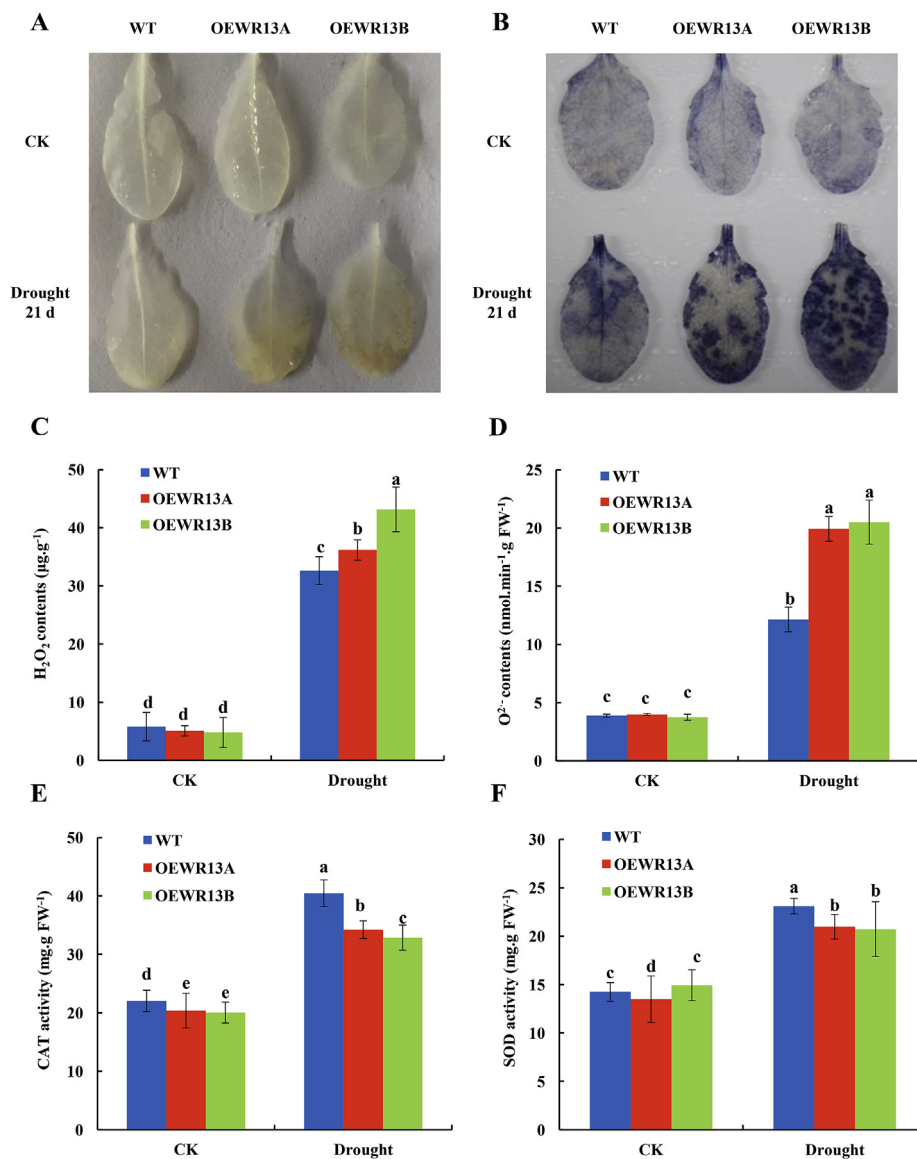 A
WT OEWR13A OEWR13B
CK
Drought
21 d
B
WT OEWR13A OEWR13B
CK
Drought
21 d
C
H₂O₂ contents (µg.g⁻¹)
50
40
30
20
10
0
WT
OEWR13A
OEWR13B
d d d
c b a
CK Drought
D
O²·⁻ contents (nmol.min⁻¹.g FW⁻¹)
25
20
15
10
5
0
WT
OEWR13A
OEWR13B
c c c
b a a
CK Drought
E
CAT activity (mg.g FW⁻¹)
50
40
30
20
10
0
WT
OEWR13A
OEWR13B
d e e
a b c
CK Drought
F
SOD activity (mg.g FW⁻¹)
30
25
20
15
10
5
0
WT
OEWR13A
OEWR13B
c d c
a b b
CK Drought